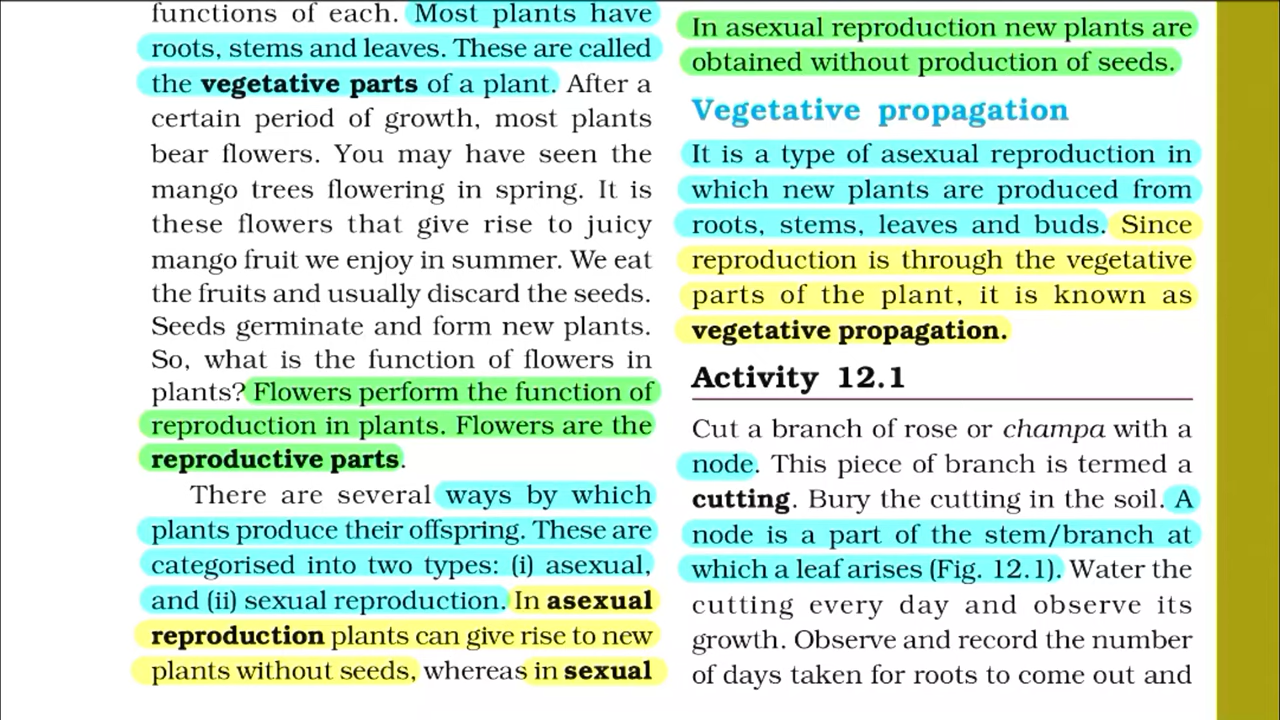 functions of each. Most plants have
roots, stems and leaves. These are called
the vegetative parts of a plant. After a
certain period of growth, most plants
bear flowers. You may have seen the
mango trees flowering in spring. It is
these flowers that give rise to juicy
mango fruit we enjoy in summer. We eat
the fruits and usually discard the seeds.
Seeds germinate and form new plants.
So, what is the function of flowers in
plants? Flowers perform the function of
reproduction in plants. Flowers are the
reproductive parts.
There are several ways by which
plants produce their offspring. These are
categorised into two types: (i) asexual,
and (ii) sexual reproduction. In asexual
reproduction plants can give rise to new
plants without seeds, whereas in sexual
In asexual reproduction new plants are
obtained without production of seeds.
Vegetative propagation
It is a type of asexual reproduction in
which new plants are produced from
roots, stems, leaves and buds. Since
reproduction is through the vegetative
parts of the plant, it is known as
vegetative propagation.
Activity 12.1
Cut a branch of rose or champa with a
node. This piece of branch is termed a
cutting. Bury the cutting in the soil. A
node is a part of the stem/branch at
which a leaf arises (Fig. 12.1). Water the
cutting every day and observe its
growth. Observe and record the number
of days taken for roots to come out and